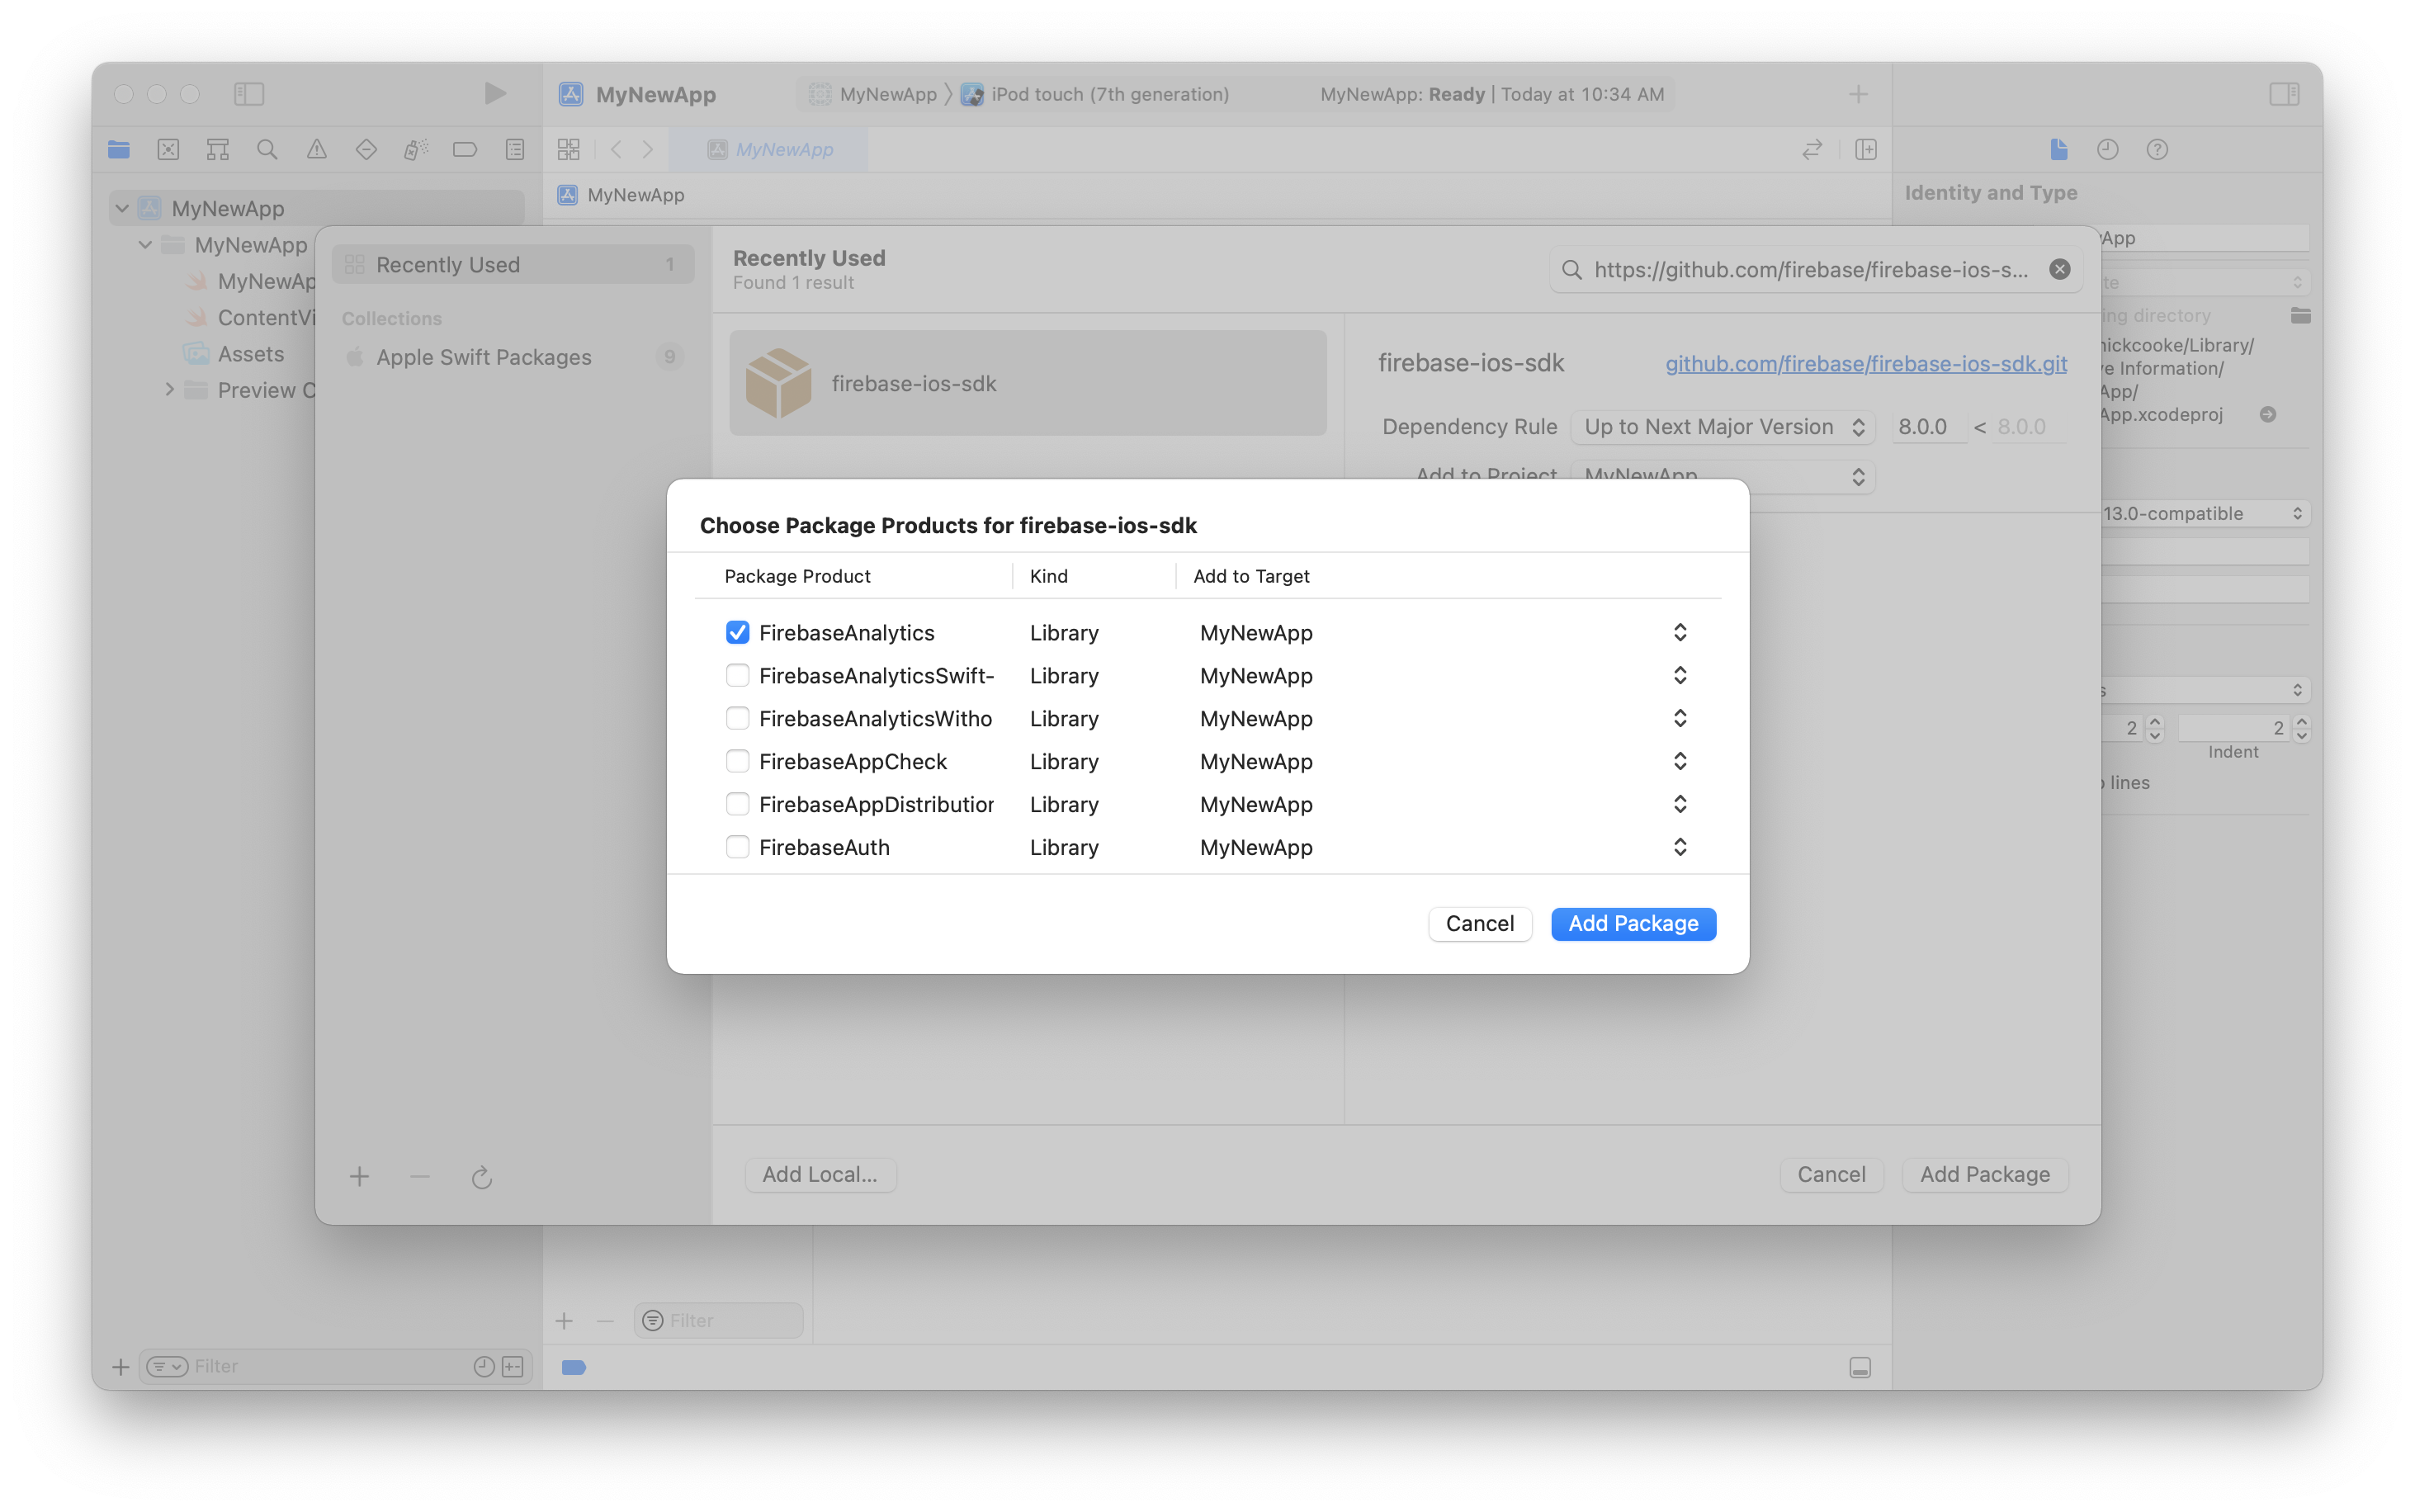 MyNewApp
MyNewApp
iPod touch (7th generation)
MyNewApp: Ready | Today at 10:34 AM
MyNewApp
MyNewApp
Identity and Type
MyNewApp
MyNewApp
MyNewAp
ContentVi
Assets
Preview C
Recently Used 1
Collections
Apple Swift Packages 9
Recently Used
Found 1 result
https://github.com/firebase/firebase-ios-s...
firebase-ios-sdk
firebase-ios-sdk
github.com/firebase/firebase-ios-sdk.git
Dependency Rule Up to Next Major Version 8.0.0 < 8.0.0
Add to Project MyNewApp
App
te
ing directory
nickcooke/Library/
ve Information/
App/
App.xcodeproj
13.0-compatible
s
2 2
Indent
lines
Choose Package Products for firebase-ios-sdk
Package Product Kind Add to Target
FirebaseAnalytics Library MyNewApp
FirebaseAnalyticsSwift- Library MyNewApp
FirebaseAnalyticsWitho Library MyNewApp
FirebaseAppCheck Library MyNewApp
FirebaseAppDistribution Library MyNewApp
FirebaseAuth Library MyNewApp
Cancel Add Package
Add Local...
Cancel Add Package
Filter
Filter